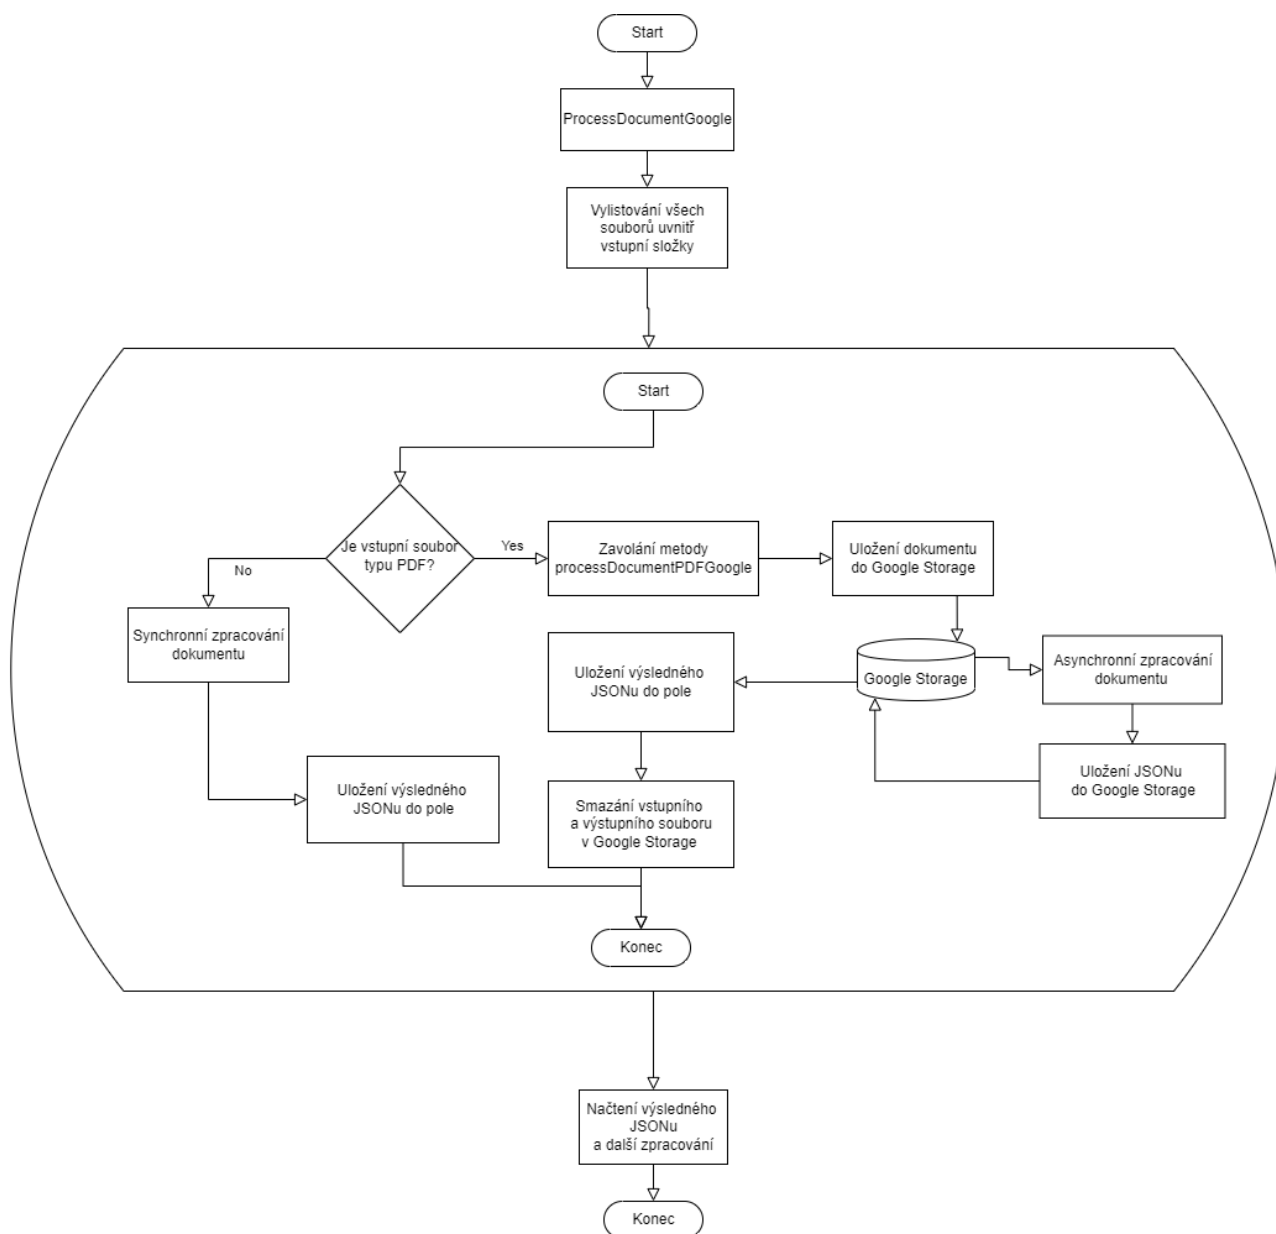 Start
ProcessDocumentGoogle
Vylistování všech
souborů uvnitř
vstupní složky
Start
Je vstupní soubor
typu PDF?
Yes
No
Zavolání metody
processDocumentPDFGoogle
Uložení dokumentu
do Google Storage
Synchronní zpracování
dokumentu
Uložení výsledného
JSONu do pole
Google Storage
Asynchronní zpracování
dokumentu
Uložení JSONu
do Google Storage
Uložení výsledného
JSONu do pole
Smazání vstupního
a výstupního souboru
v Google Storage
Konec
Načtení výsledného
JSONu
a další zpracování
Konec